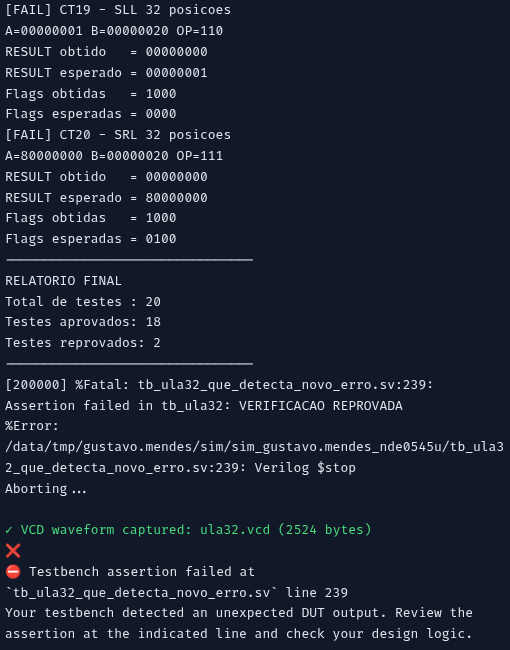 [FAIL] CT19 - SLL 32 posicoes
A=00000001 B=00000020 OP=110
RESULT obtido   = 00000000
RESULT esperado = 00000001
Flags obtidas   = 1000
Flags esperadas = 0000
[FAIL] CT20 - SRL 32 posicoes
A=80000000 B=00000020 OP=111
RESULT obtido   = 00000000
RESULT esperado = 80000000
Flags obtidas   = 1000
Flags esperadas = 0100
--------------------------------
RELATORIO FINAL
Total de testes : 20
Testes aprovados: 18
Testes reprovados: 2
--------------------------------
[200000] %Fatal: tb_ula32_que_detecta_novo_erro.sv:239:
Assertion failed in tb_ula32: VERIFICACAO REPROVADA
%Error:
/data/tmp/gustavo.mendes/sim/sim_gustavo.mendes_nde0545u/tb_ula3
2_que_detecta_novo_erro.sv:239: Verilog $stop
Aborting...
✓ VCD waveform captured: ula32.vcd (2524 bytes)
❌
⛔ Testbench assertion failed at
`tb_ula32_que_detecta_novo_erro.sv` line 239
Your testbench detected an unexpected DUT output. Review the
assertion at the indicated line and check your design logic.